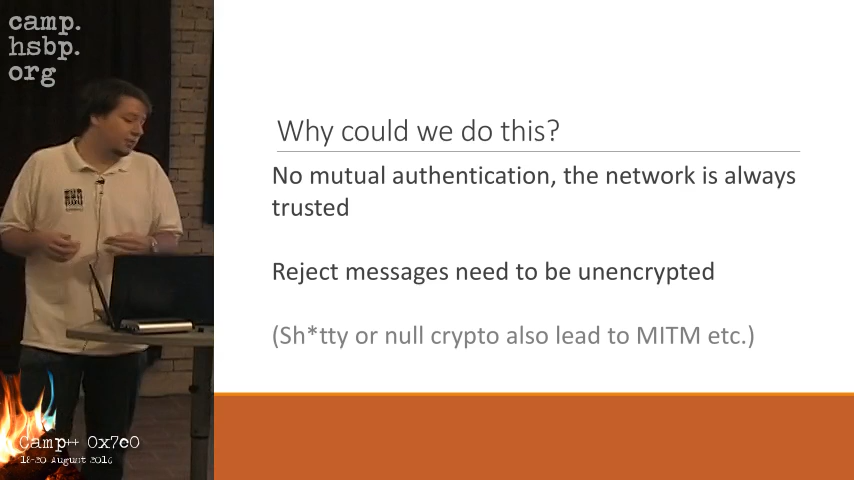 camp.
hsbp.
org
Why could we do this?
No mutual authentication, the network is always
trusted
Reject messages need to be unencrypted
(Sh*tty or null crypto also lead to MITM etc.)
Camp++ 0x7c0
18-20 August 2016